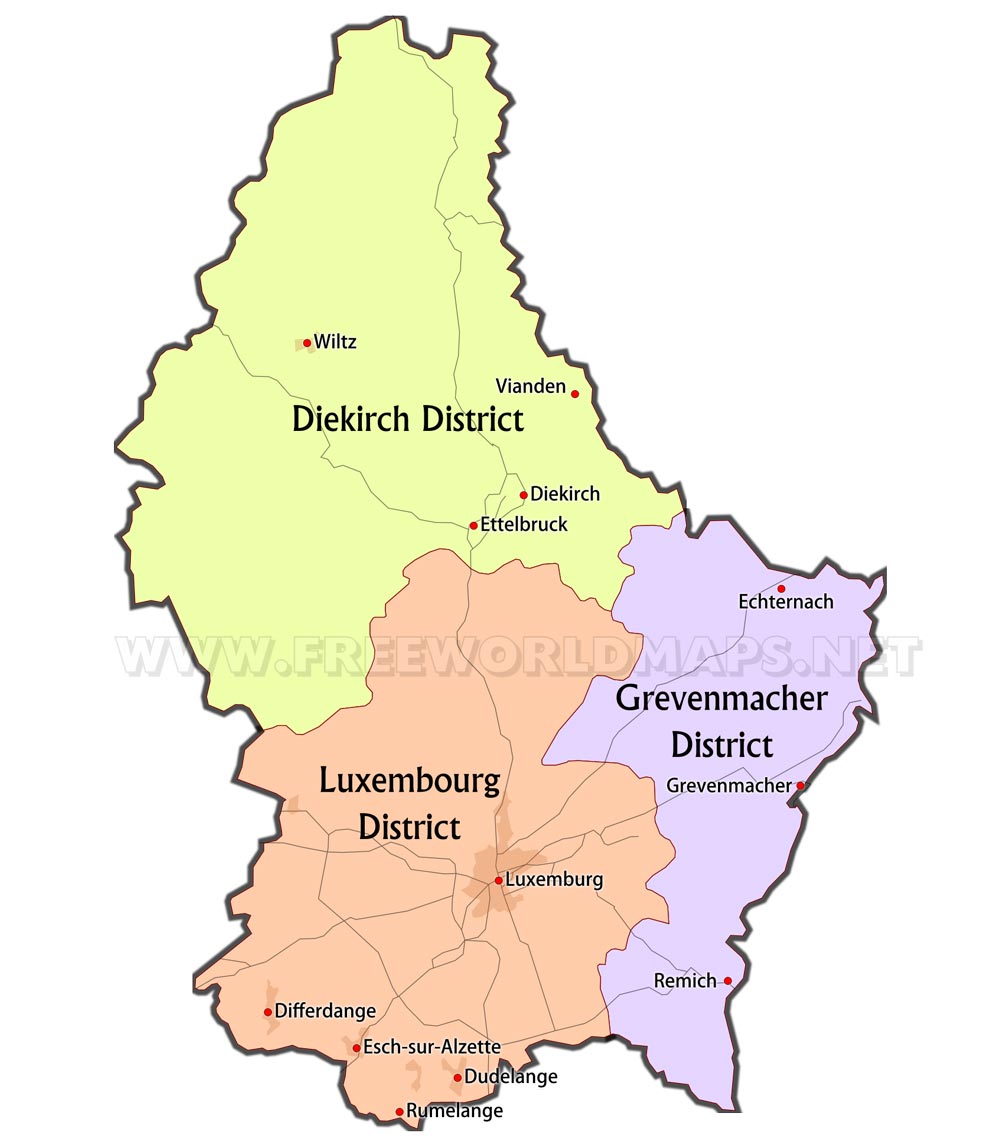 Wiltz
Vianden
Diekirch District
Diekirch
Ettelbruck
Echternach
WWW.FREEWORLDMAPS.NET
Grevenmacher
District
Luxembourg
District
Grevenmacher
Luxemburg
Remich
Differdange
Esch-sur-Alzette
Dudelange
Rumelange